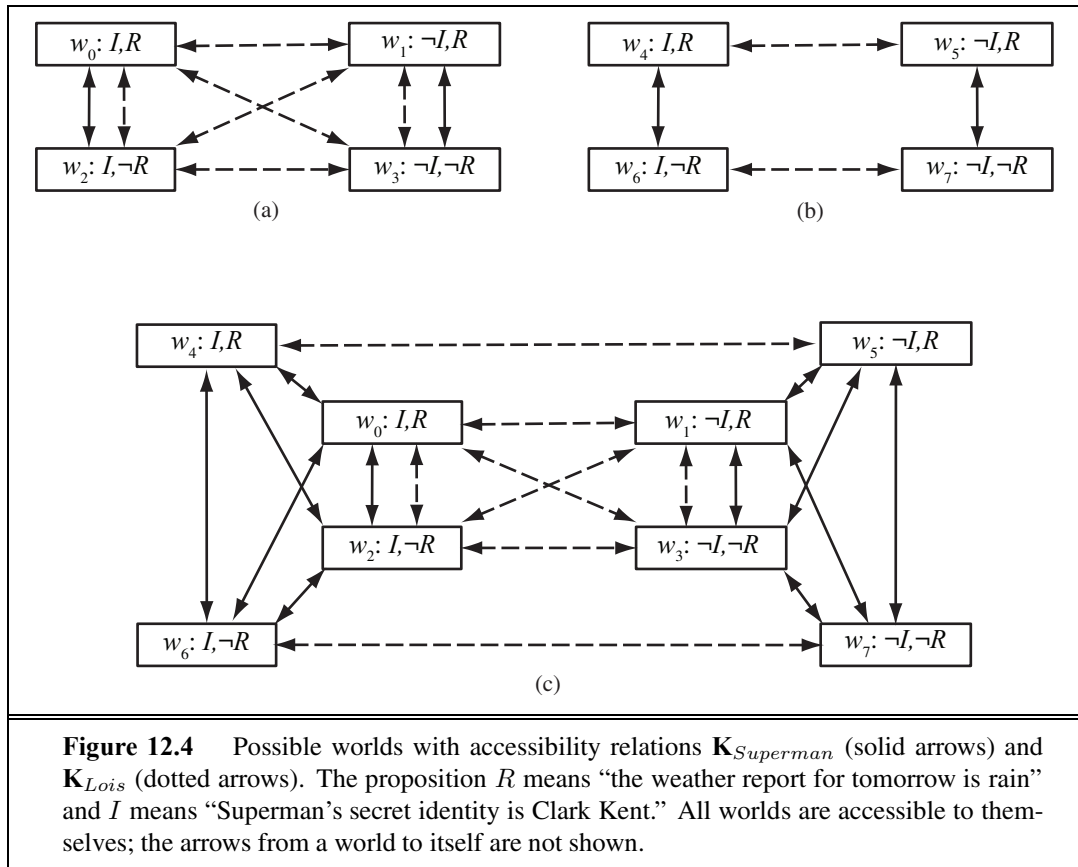 w0: I,R
w1: ¬I,R
w2: I,¬R
w3: ¬I,¬R
(a)
w4: I,R
w5: ¬I,R
w6: I,¬R
w7: ¬I,¬R
(b)
w4: I,R
w5: ¬I,R
w0: I,R
w1: ¬I,R
w2: I,¬R
w3: ¬I,¬R
w6: I,¬R
w7: ¬I,¬R
(c)
Figure 12.4 Possible worlds with accessibility relations K_Superman (solid arrows) and
K_Lois (dotted arrows). The proposition R means “the weather report for tomorrow is rain”
and I means “Superman’s secret identity is Clark Kent.” All worlds are accessible to them-
selves; the arrows from a world to itself are not shown.